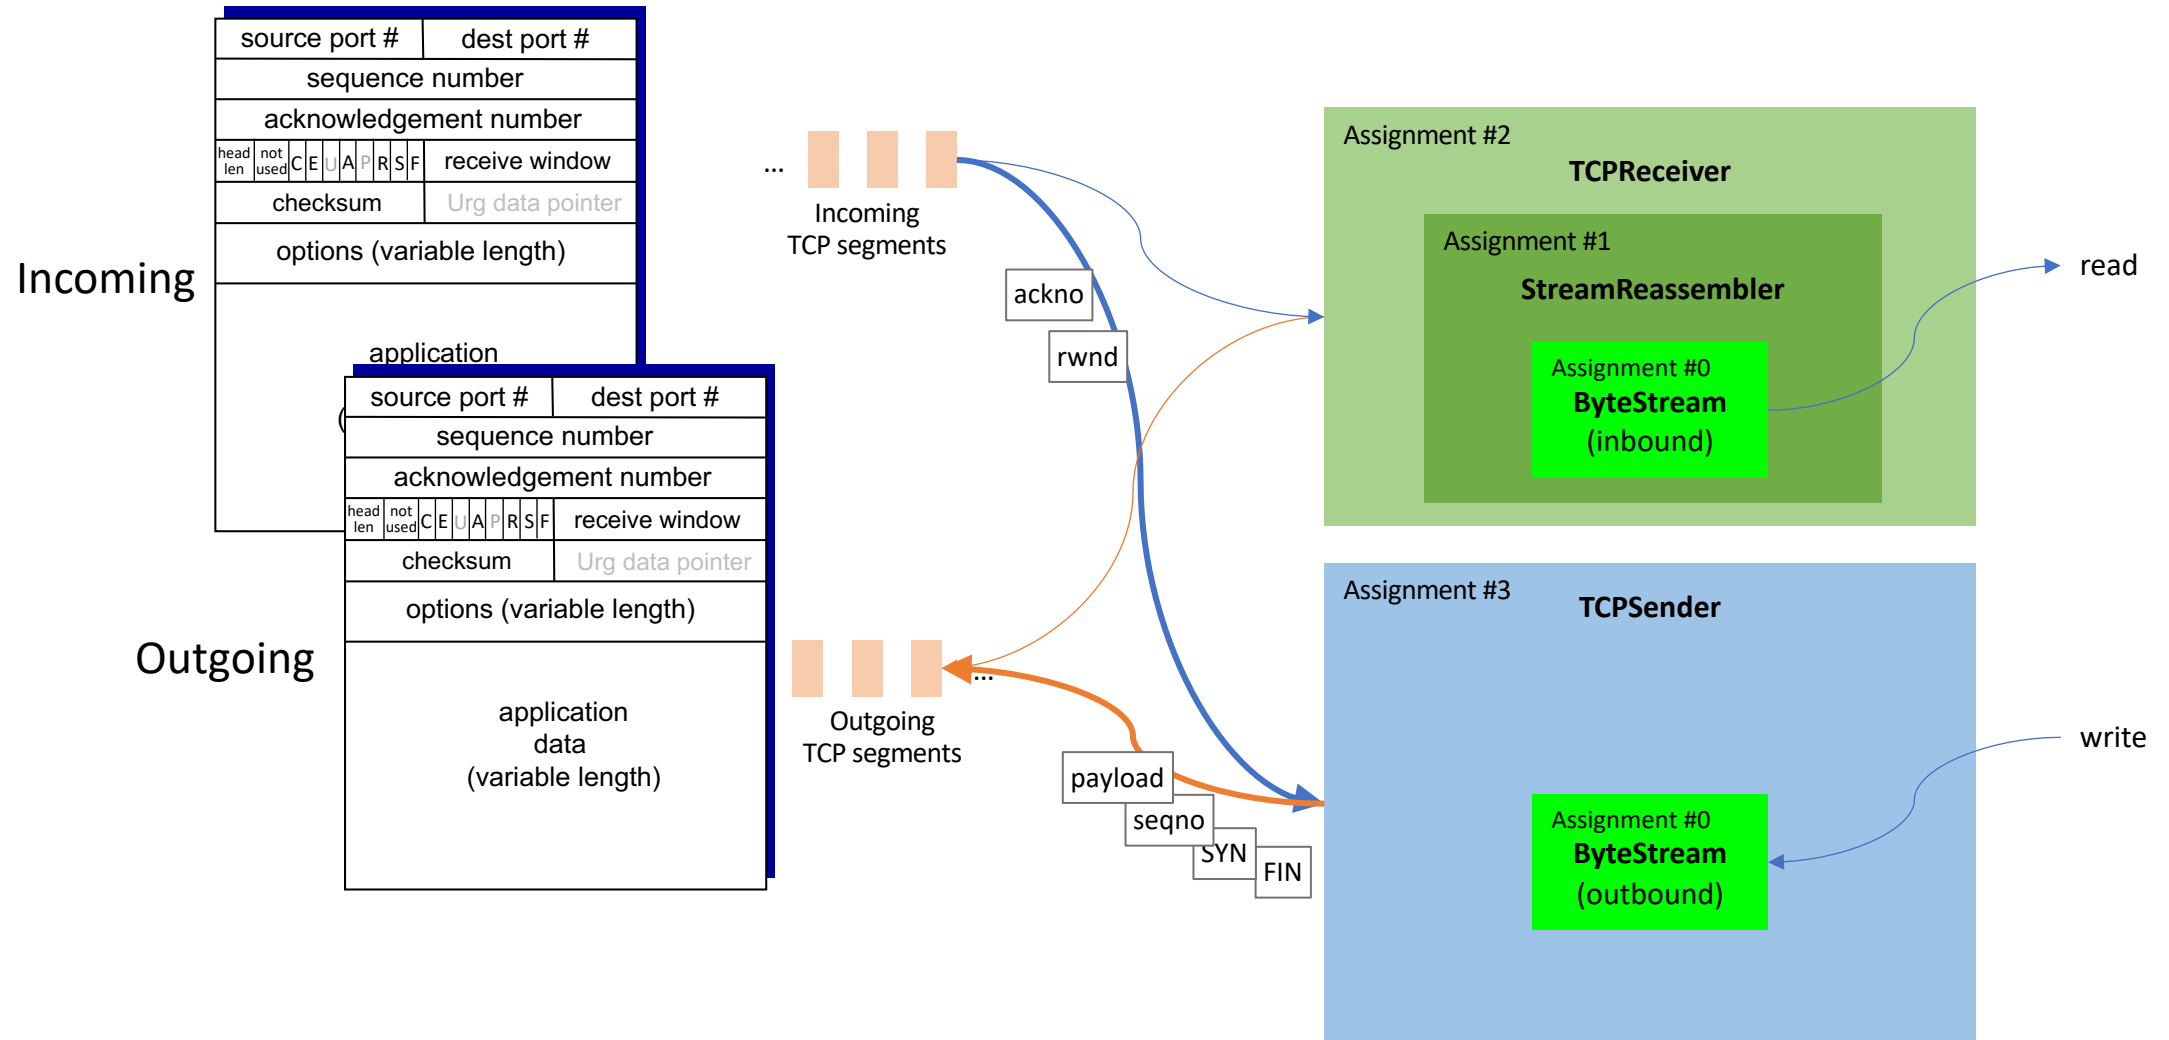 Incoming
source port # dest port #
sequence number
acknowledgement number
head len not used C E U A P R S F receive window
checksum Urg data pointer
options (variable length)
application
(
Outgoing
source port # dest port #
sequence number
acknowledgement number
head len not used C E U A P R S F receive window
checksum Urg data pointer
options (variable length)
application
data
(variable length)
...
Incoming
TCP segments
ackno
rwnd
...
Outgoing
TCP segments
payload
seqno
SYN
FIN
Assignment #2
TCPReceiver
Assignment #1
StreamReassembler
Assignment #0
ByteStream
(inbound)
read
Assignment #3
TCPSender
Assignment #0
ByteStream
(outbound)
write